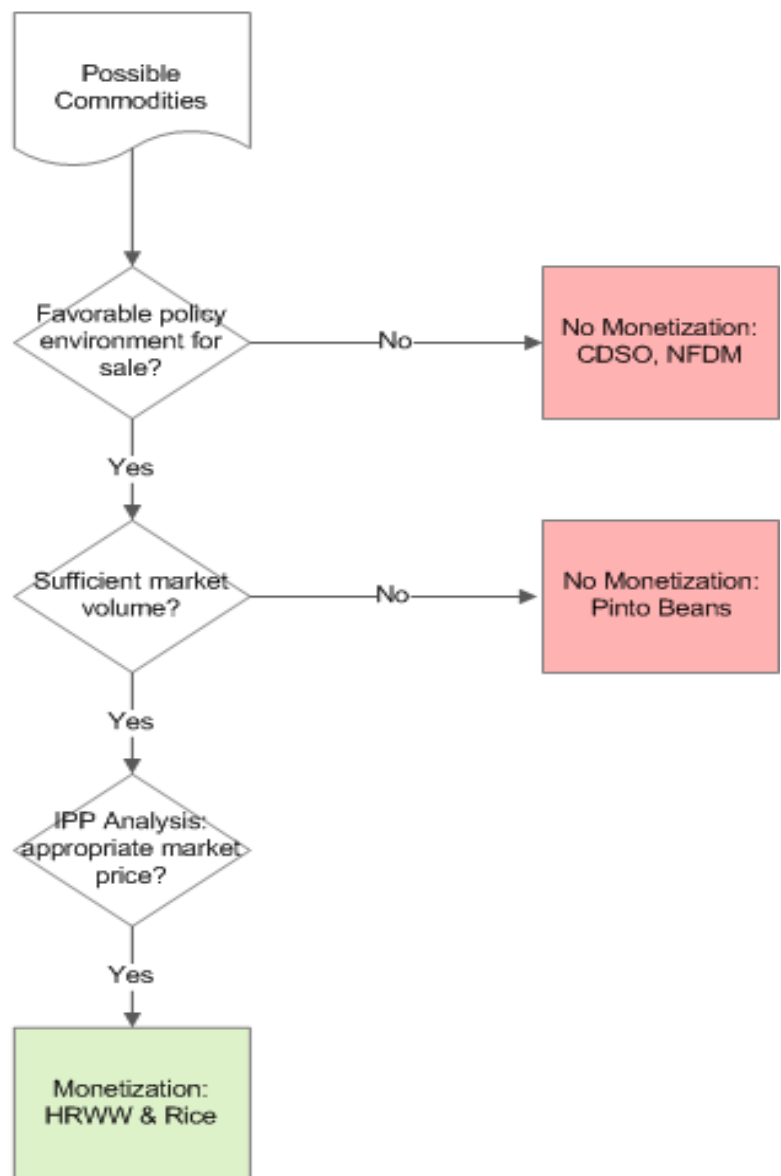 Possible
Commodities
Favorable policy
environment for
sale?
No
No Monetization:
CDSO, NFDM
Yes
Sufficient market
volume?
No
No Monetization:
Pinto Beans
Yes
IPP Analysis:
appropriate market
price?
Yes
Monetization:
HRWW & Rice